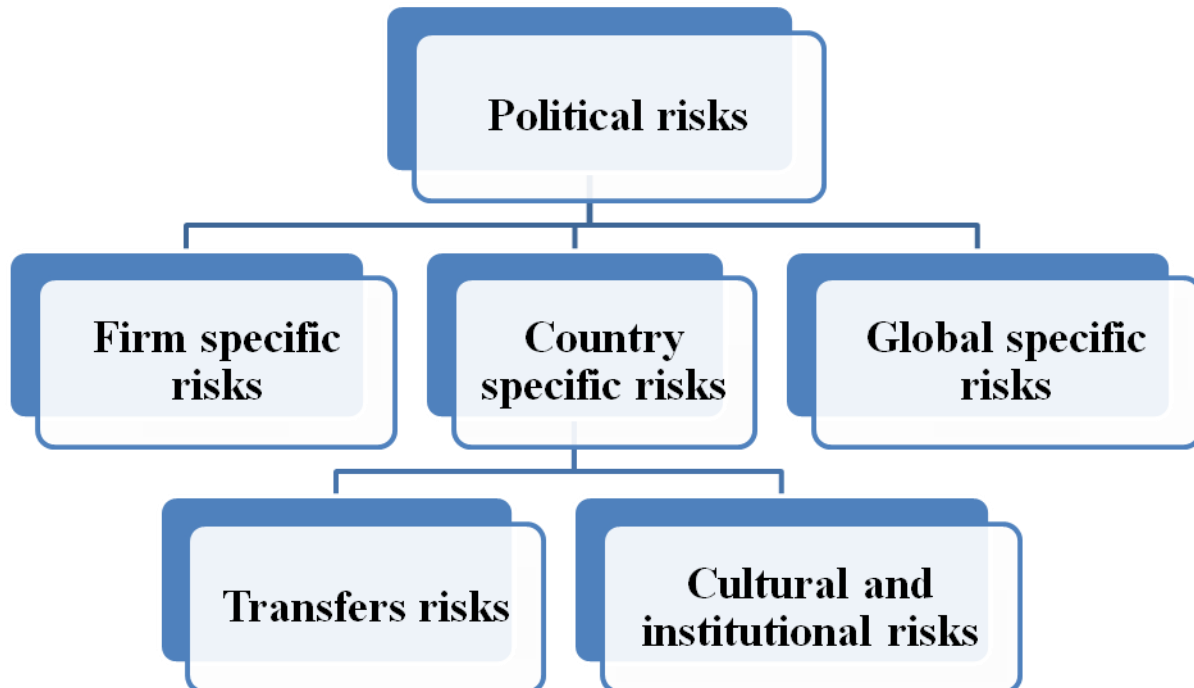 Political risks
Firm specific
risks
Country
specific risks
Global specific
risks
Transfers risks
Cultural and
institutional risks